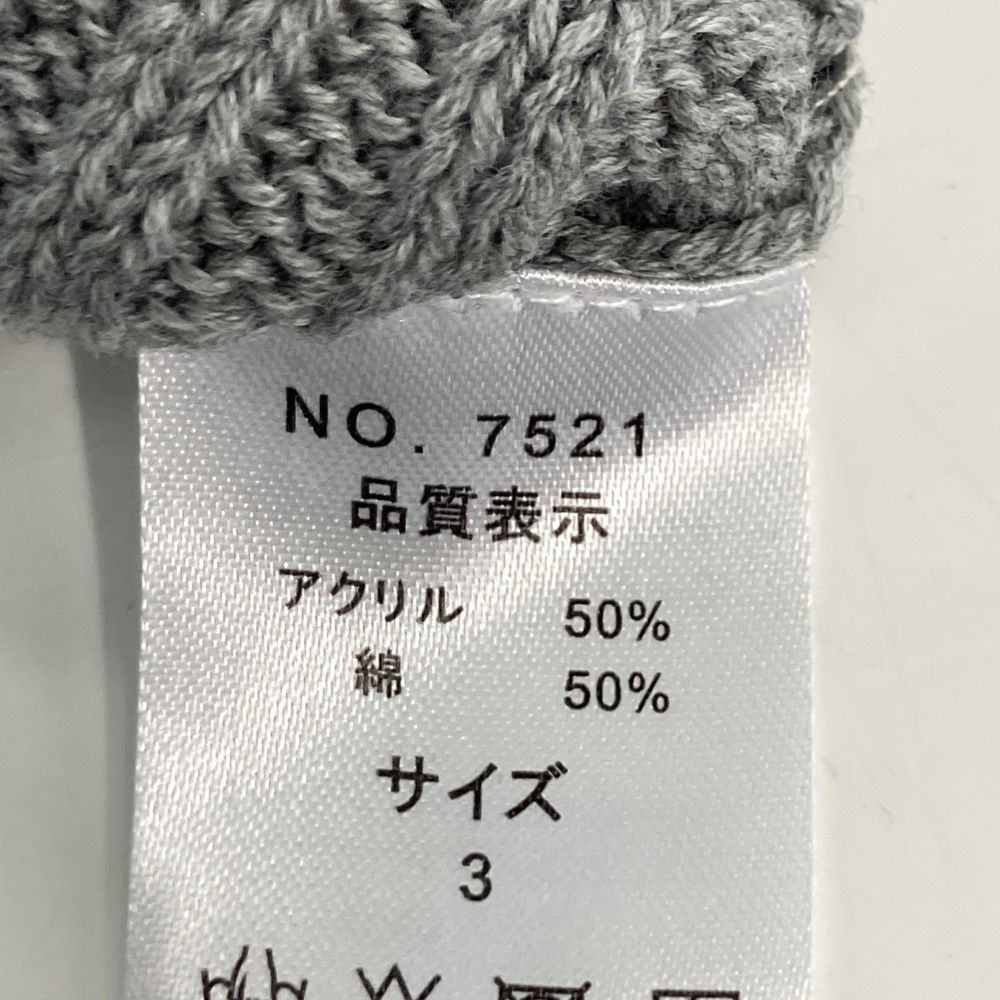 NO. 7521
品質表示
アクリル 50%
綿 50%
サイズ
3